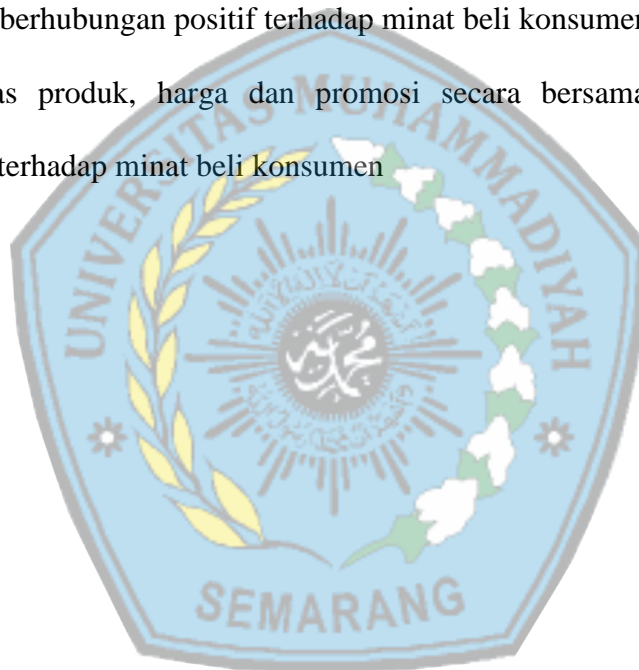 berhubungan positif terhadap minat beli konsumen
as produk, harga dan promosi secara bersama
terhadap minat beli konsumen
UNIVERSITAS MUHAMMADIYAH
SEMARANG
محمد